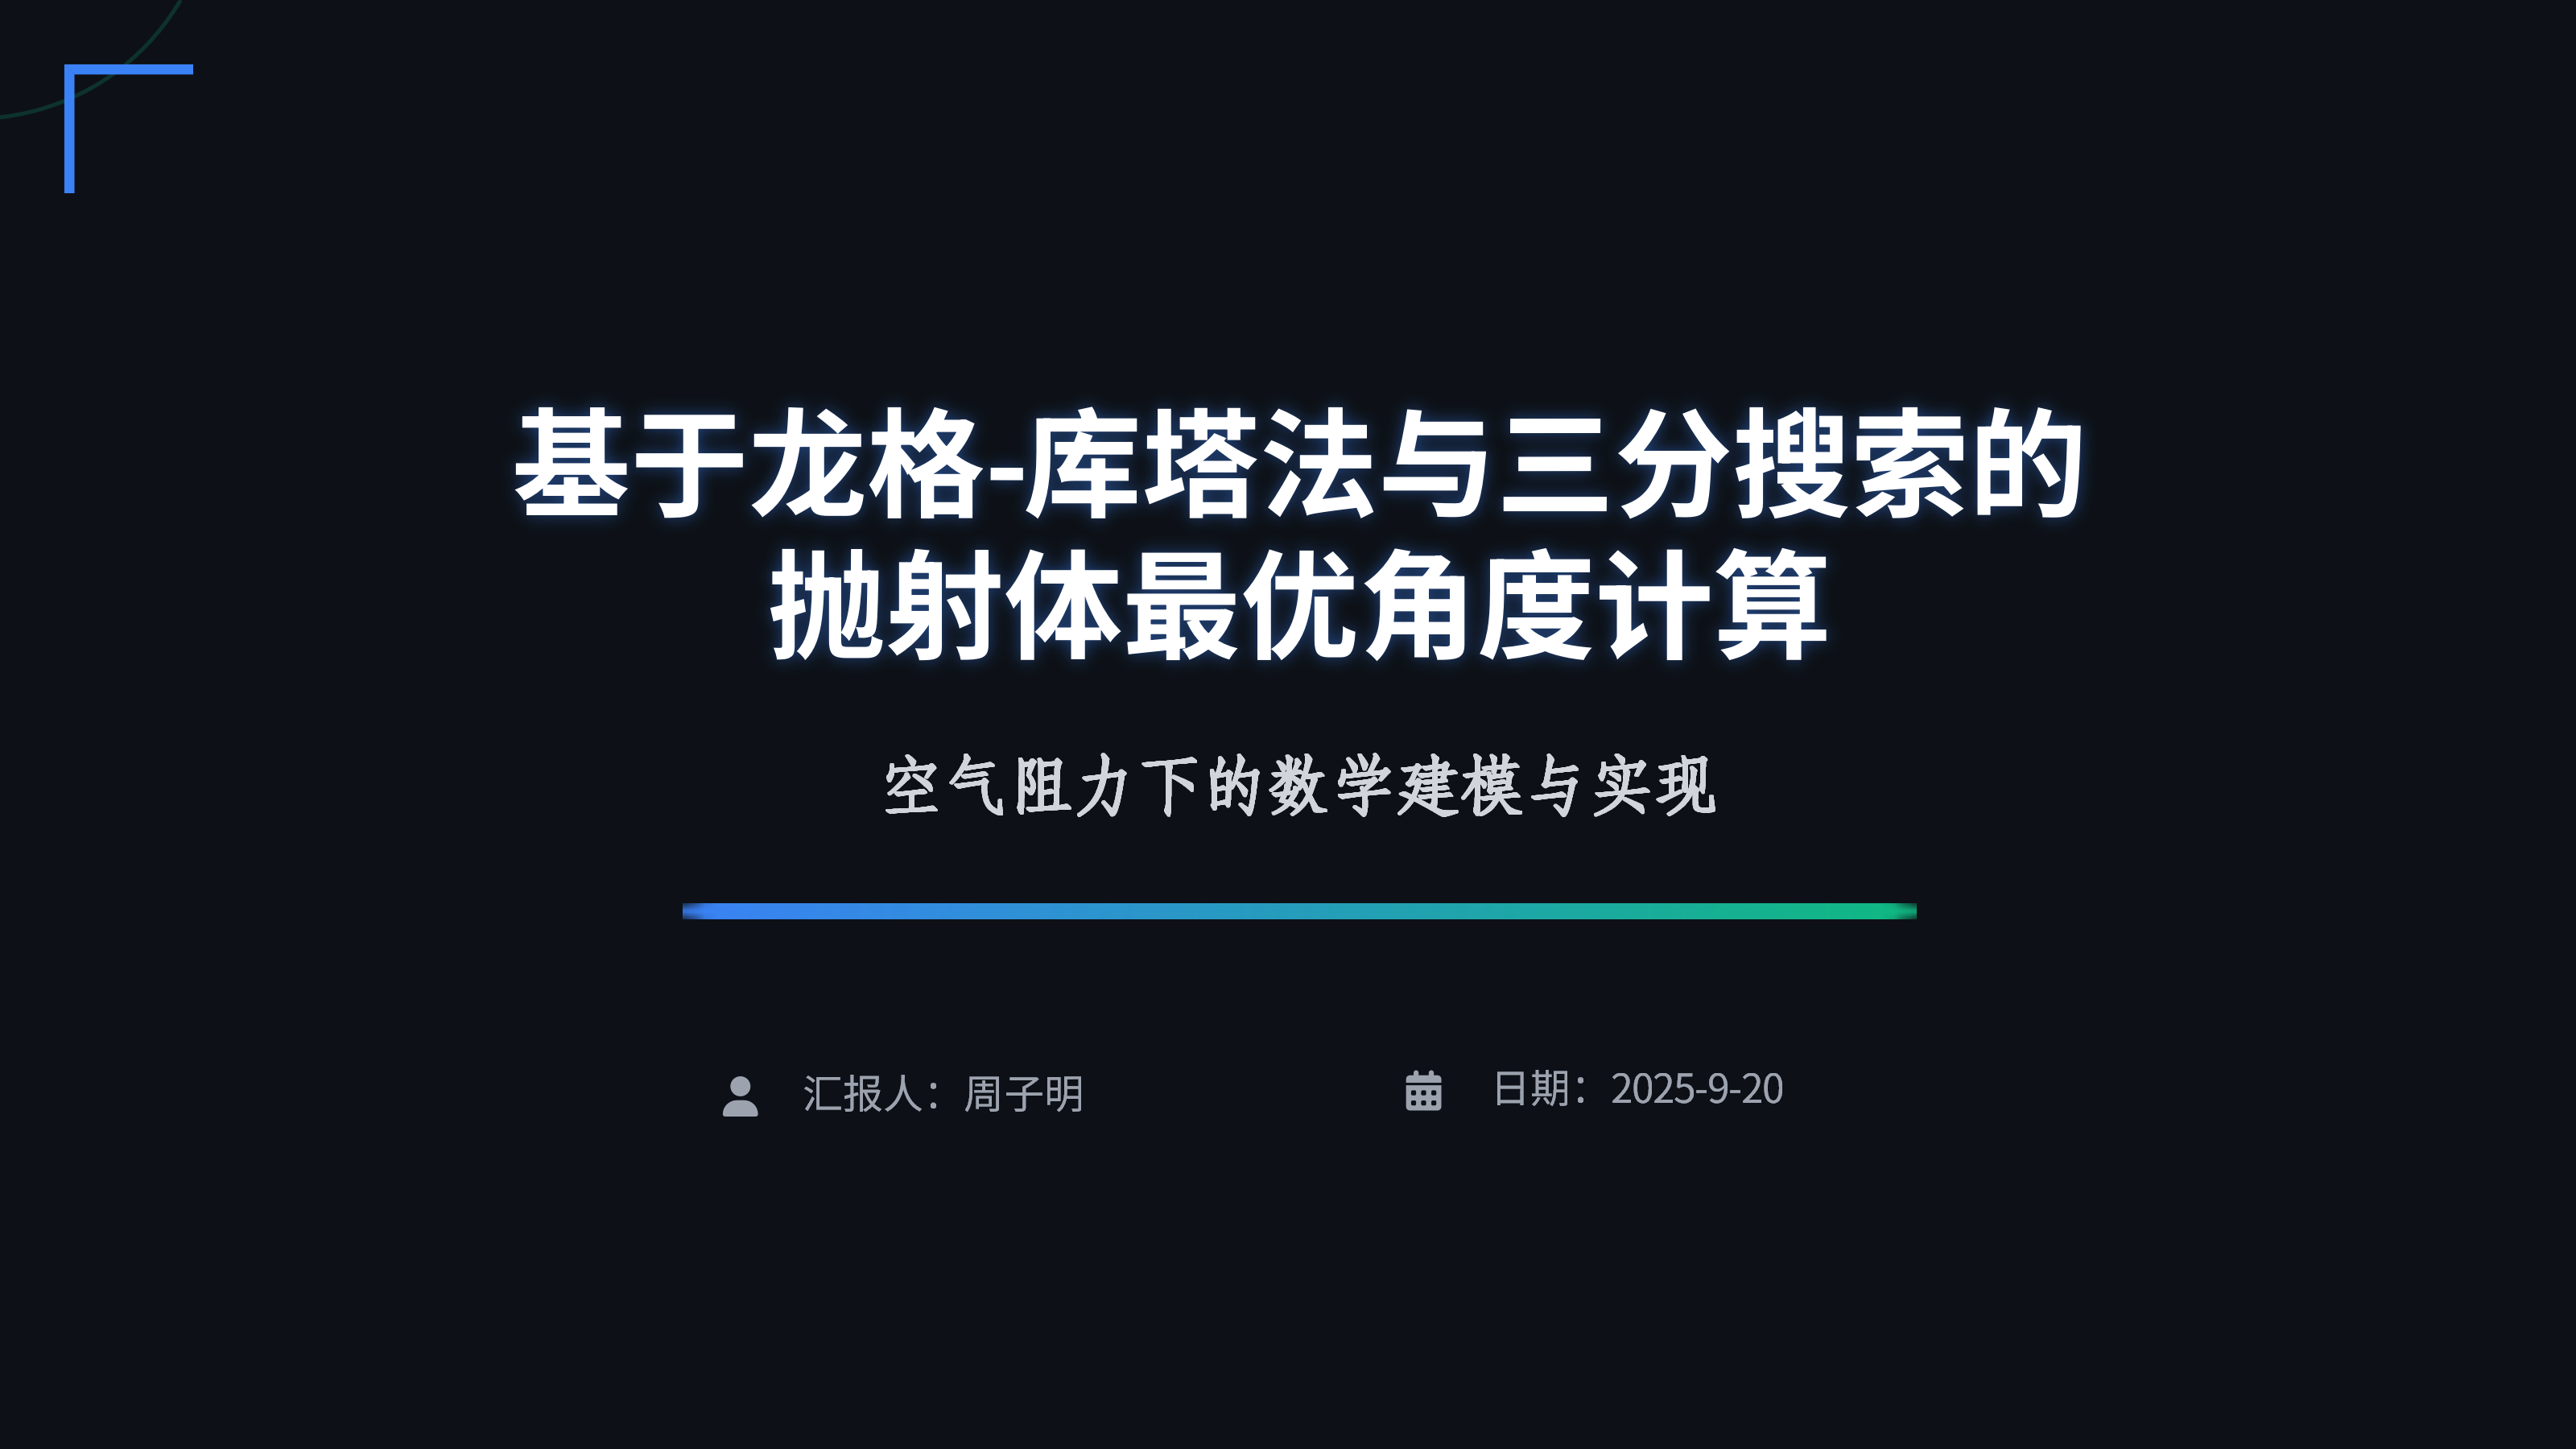 基于龙格-库塔法与三分搜索的
抛射体最优角度计算
空气阻力下的数学建模与实现
汇报人：周子明
日期：2025-9-20